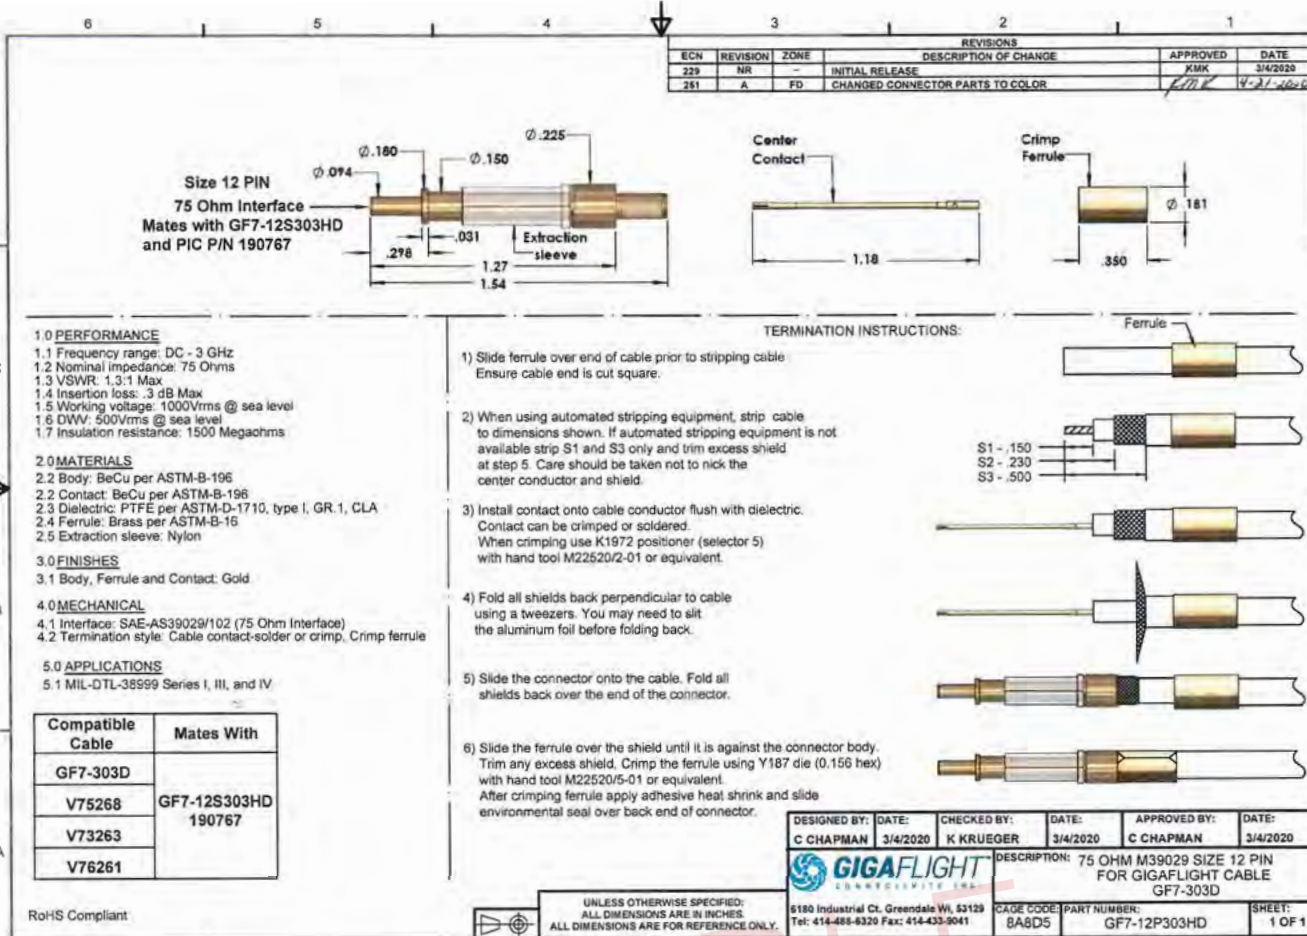 6 5 4 3 2 1
REVISIONS
ECN REVISION ZONE DESCRIPTION OF CHANGE APPROVED DATE
229 NR - INITIAL RELEASE KMK 3/4/2020
251 A FD CHANGED CONNECTOR PARTS TO COLOR KMK
Size 12 PIN
75 Ohm Interface
Mates with GF7-12S303HD
and PIC P/N 190767
Ø.094
Ø.180
Ø.150
Ø.225
.031
.298
Extraction
sleeve
1.27
1.54
Center
Contact
1.18
Crimp
Ferrule
Ø.181
.350
1.0 PERFORMANCE
1.1 Frequency range: DC - 3 GHz
1.2 Nominal impedance: 75 Ohms
1.3 VSWR: 1.3:1 Max
1.4 Insertion loss: .3 dB Max
1.5 Working voltage: 1000Vrms @ sea level
1.6 DWV: 500Vrms @ sea level
1.7 Insulation resistance: 1500 Megaohms
2.0 MATERIALS
2.2 Body: BeCu per ASTM-B-196
2.2 Contact: BeCu per ASTM-B-196
2.3 Dielectric: PTFE per ASTM-D-1710, type I, GR.1, CLA
2.4 Ferrule: Brass per ASTM-B-16
2.5 Extraction sleeve: Nylon
3.0 FINISHES
3.1 Body, Ferrule and Contact: Gold
4.0 MECHANICAL
4.1 Interface: SAE-AS39029/102 (75 Ohm Interface)
4.2 Termination style: Cable contact-solder or crimp, Crimp ferrule
5.0 APPLICATIONS
5.1 MIL-DTL-38999 Series I, III, and IV
Compatible Cable Mates With
GF7-303D
V75268
V73263
V76261
GF7-12S303HD
190767
RoHS Compliant
TERMINATION INSTRUCTIONS:
1) Slide ferrule over end of cable prior to stripping cable
Ensure cable end is cut square.
2) When using automated stripping equipment, strip cable
to dimensions shown. If automated stripping equipment is not
available strip S1 and S3 only and trim excess shield
at step 5. Care should be taken not to nick the
center conductor and shield.
3) Install contact onto cable conductor flush with dielectric.
Contact can be crimped or soldered.
When crimping use K1972 positioner (selector 5)
with hand tool M22520/2-01 or equivalent.
4) Fold all shields back perpendicular to cable
using a tweezers. You may need to slit
the aluminum foil before folding back.
5) Slide the connector onto the cable. Fold all
shields back over the end of the connector.
6) Slide the ferrule over the shield until it is against the connector body.
Trim any excess shield. Crimp the ferrule using Y187 die (0.156 hex)
with hand tool M22520/5-01 or equivalent.
After crimping ferrule apply adhesive heat shrink and slide
environmental seal over back end of connector.
Ferrule
S1 - .150
S2 - .230
S3 - .500
DESIGNED BY: DATE: CHECKED BY: DATE: APPROVED BY: DATE:
C CHAPMAN 3/4/2020 K KRUEGER 3/4/2020 C CHAPMAN 3/4/2020
GIGAFLIGHT
CONNECTIVITY INC.
6180 Industrial Ct. Greendale WI, 53129
Tel: 414-488-6320 Fax: 414-433-9041
DESCRIPTION: 75 OHM M39029 SIZE 12 PIN
FOR GIGAFLIGHT CABLE
GF7-303D
CAGE CODE: PART NUMBER: SHEET:
8A8D5 GF7-12P303HD 1 OF 1
UNLESS OTHERWISE SPECIFIED:
ALL DIMENSIONS ARE IN INCHES.
ALL DIMENSIONS ARE FOR REFERENCE ONLY.